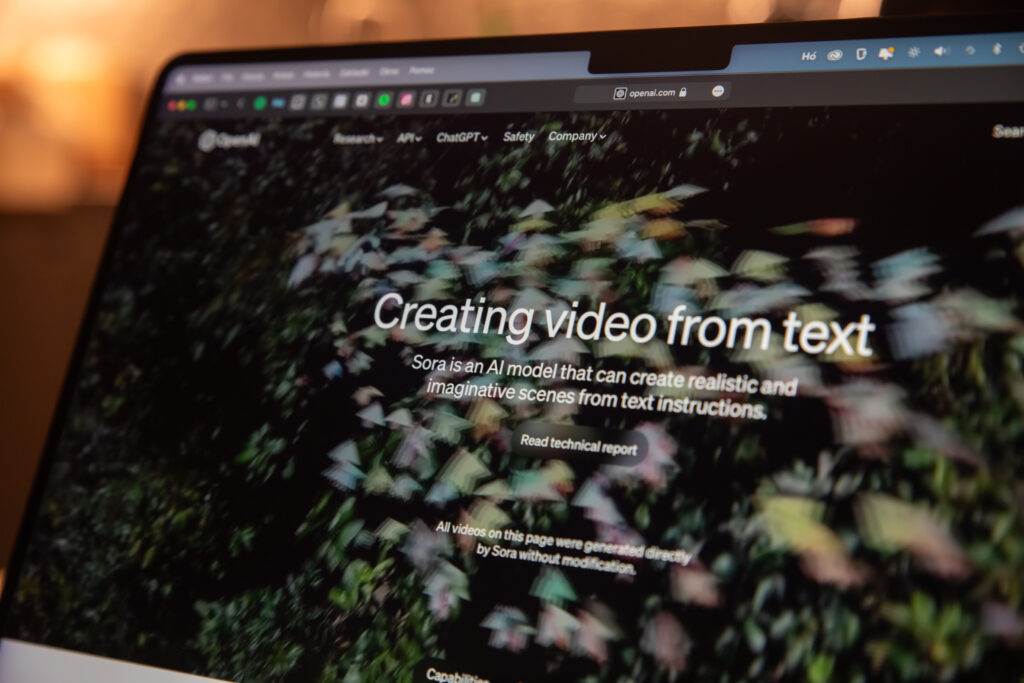 Hó
openai.com
OpenAI
Research
API
ChatGPT
Safety
Company
Creating video from text
Sora is an AI model that can create realistic and
imaginative scenes from text instructions.
Read technical report
All videos on this page were generated directly
by Sora without modification.
Capabilities